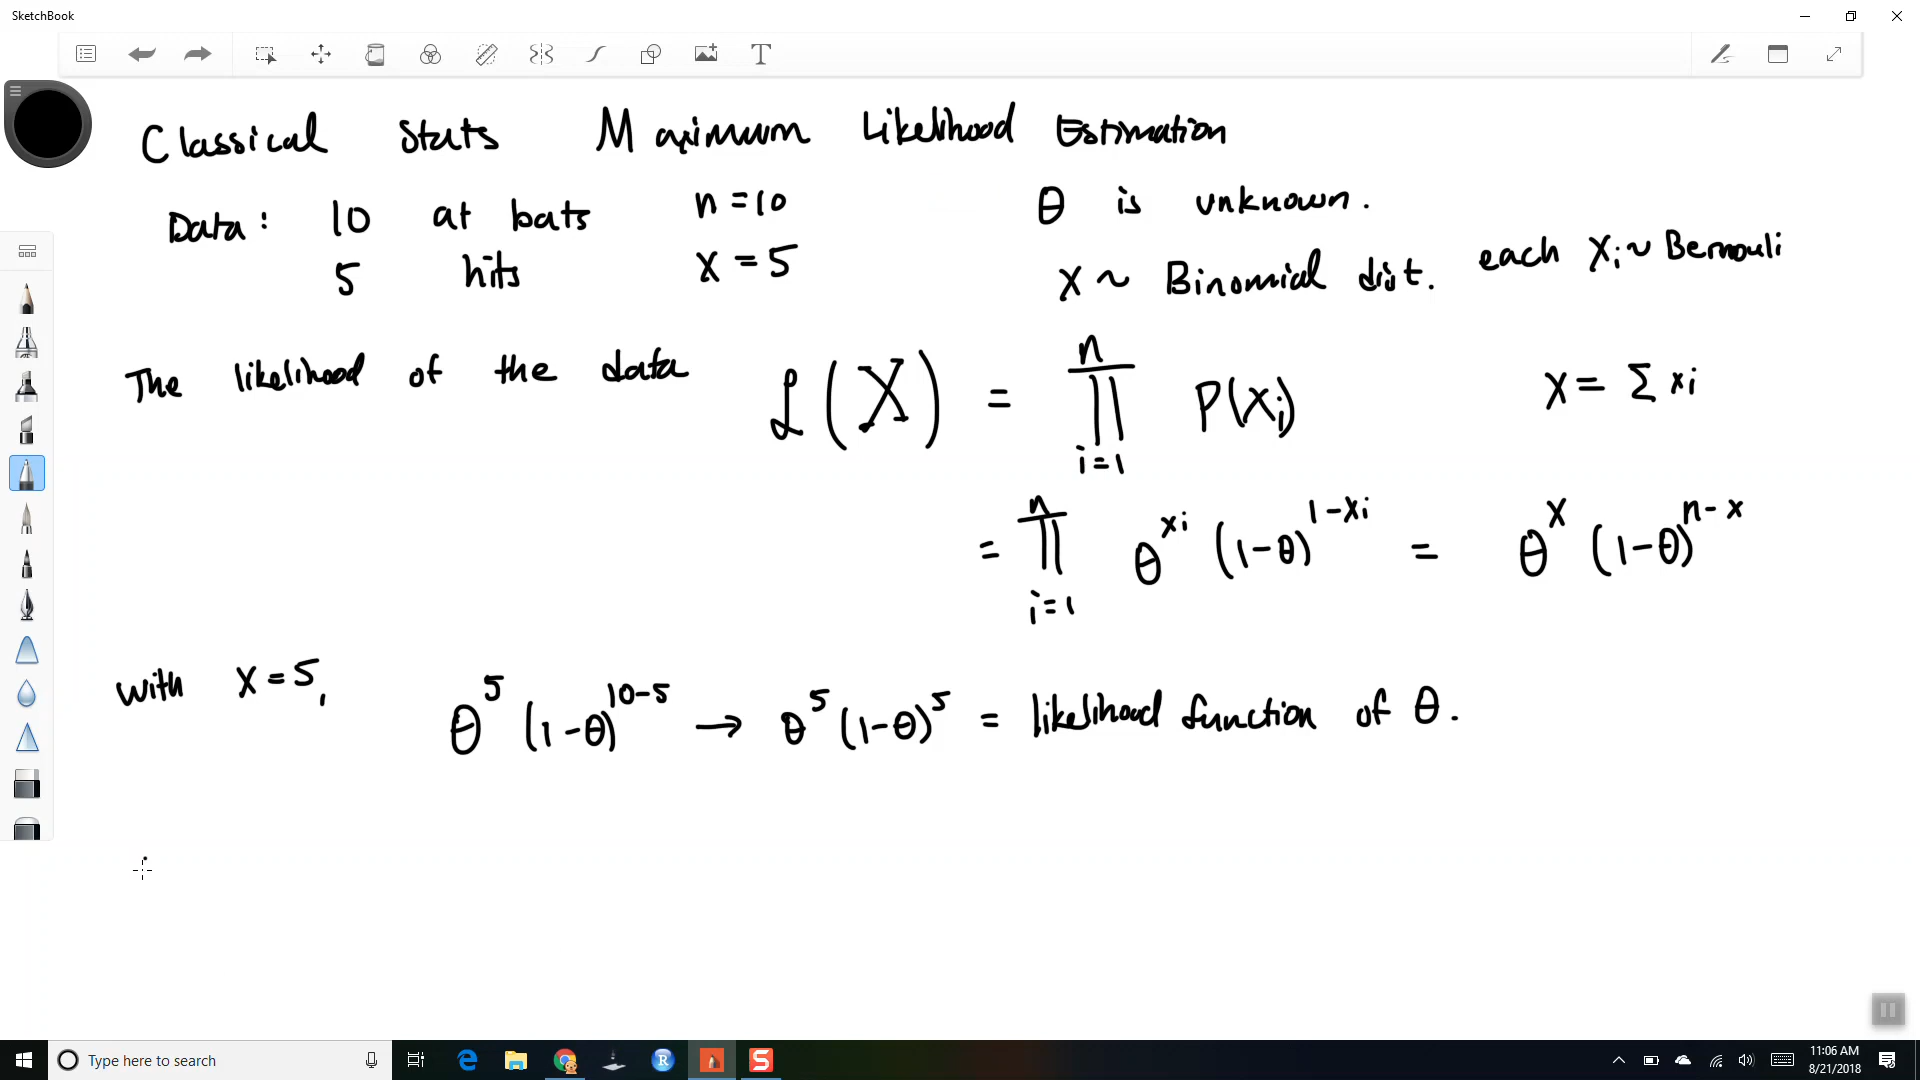 SketchBook
Classical Stats Maximum Likelihood Estimation
Data: 10 at bats n = 10 θ is unknown.
5 hits x = 5 X ~ Binomial dist. each Xi ~ Bernouli
The likelihood of the data ℒ(X) = ∏_{i=1}^{n} P(Xi) X = Σ xi
= ∏_{i=1}^{n} θ^{xi} (1-θ)^{1-xi} = θ^x (1-θ)^{n-x}
with X = 5, θ^5 (1-θ)^{10-5} → θ^5 (1-θ)^5 = likelihood function of θ.
Type here to search
11:06 AM
8/21/2018